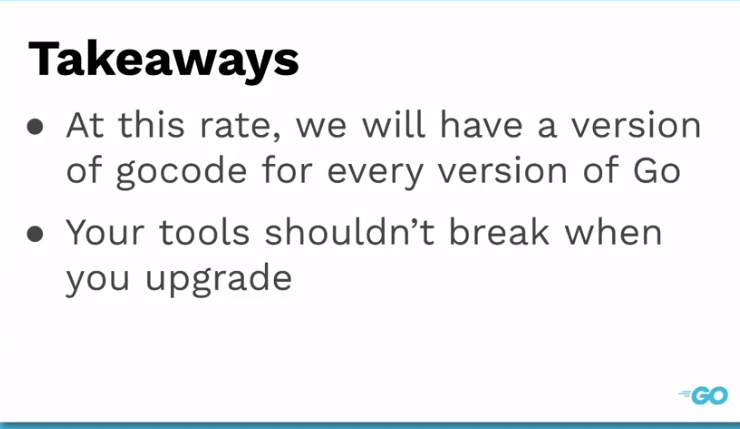 Takeaways
● At this rate, we will have a version
of gocode for every version of Go
● Your tools shouldn’t break when
you upgrade
GO